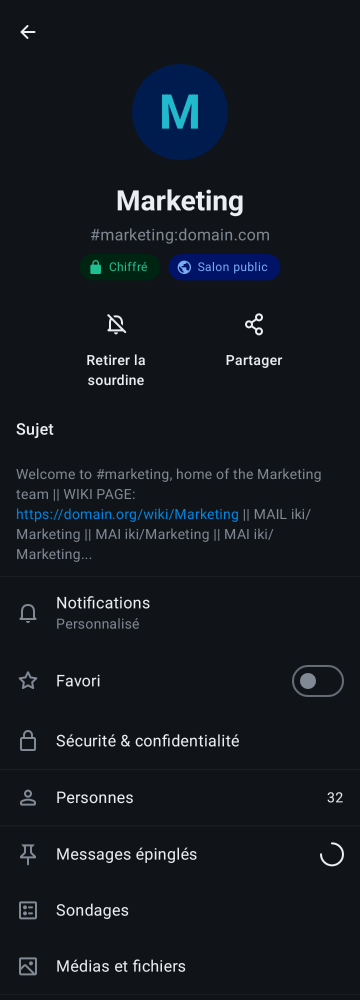 M
Marketing
#marketing:domain.com
Chiffré
Salon public
Retirer la
sourdine
Partager
Sujet
Welcome to #marketing, home of the Marketing
team || WIKI PAGE:
https://domain.org/wiki/Marketing || MAIL iki/
Marketing || MAI iki/Marketing || MAI iki/
Marketing...
Notifications
Personnalisé
Favori
Sécurité & confidentialité
Personnes 32
Messages épinglés
Sondages
Médias et fichiers